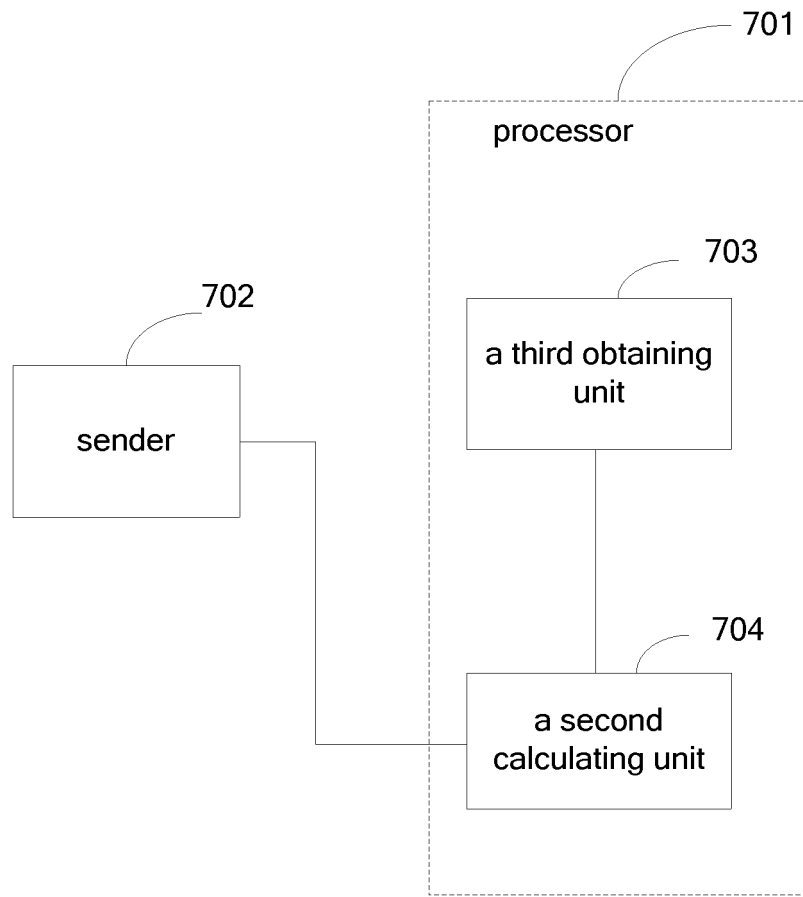 701
processor
703
a third obtaining
unit
702
sender
704
a second
calculating unit